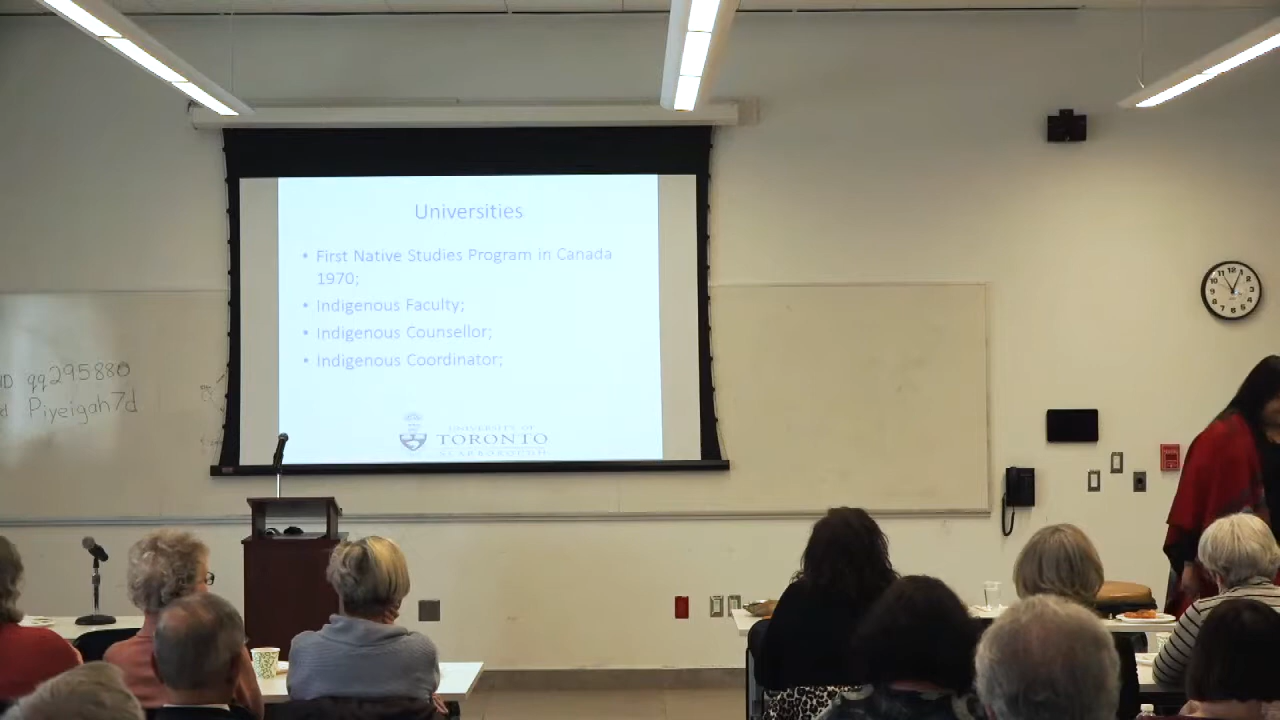 Universities
• First Native Studies Program in Canada
1970;
• Indigenous Faculty;
• Indigenous Counsellor;
• Indigenous Coordinator;
UNIVERSITY OF
TORONTO
SCARBOROUGH
qq295880
Piyeigah7d